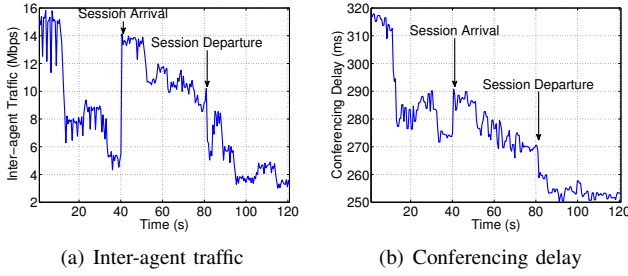 Session Arrival
Session Departure
Inter-agent Traffic (Mbps)
16
14
12
10
8
6
4
2
0 20 40 60 80 100 120
Time (s)
(a) Inter-agent traffic
Session Arrival
Session Departure
Conferencing Delay (ms)
320
310
300
290
280
270
260
250
20 40 60 80 100 120
Time (s)
(b) Conferencing delay